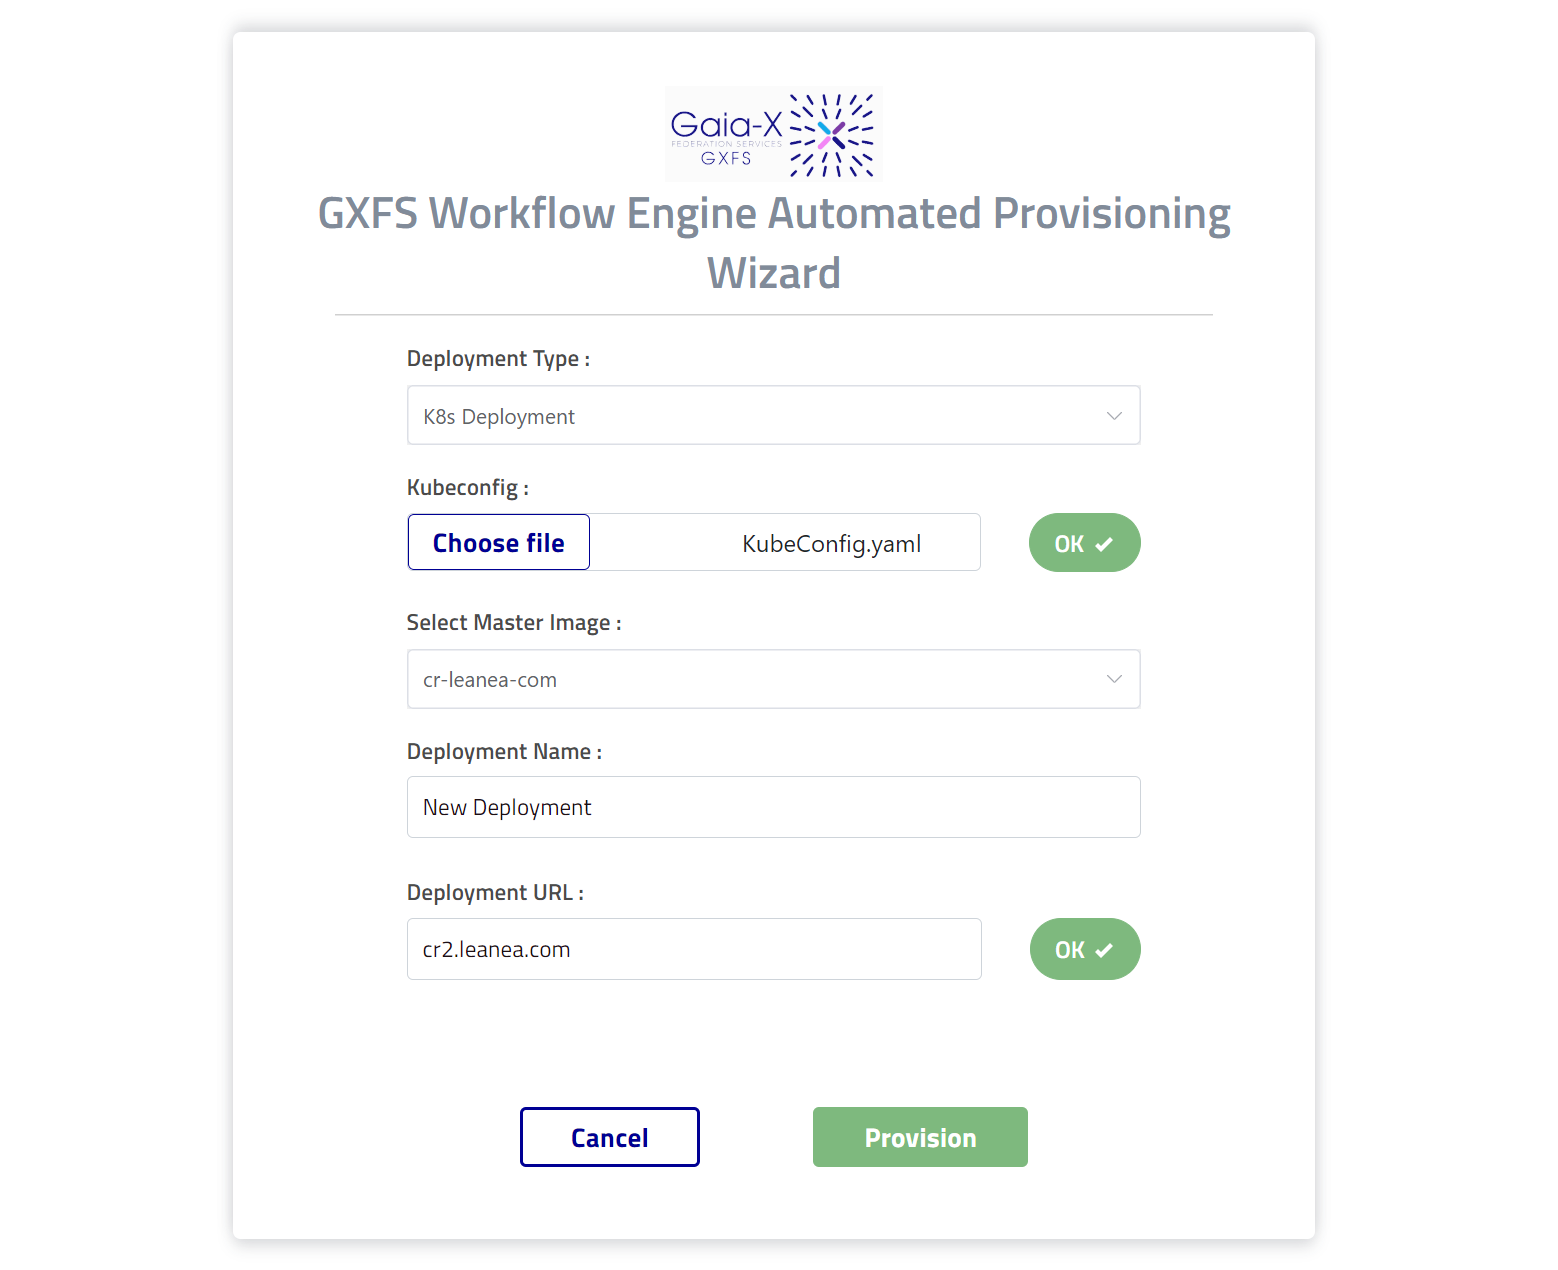 Gaia-X
FEDERATION SERVICES
GXFS
GXFS Workflow Engine Automated Provisioning
Wizard
Deployment Type :
K8s Deployment
Kubeconfig :
Choose file
KubeConfig.yaml
OK
Select Master Image :
cr-leanea-com
Deployment Name :
New Deployment
Deployment URL :
cr2.leanea.com
OK
Cancel
Provision